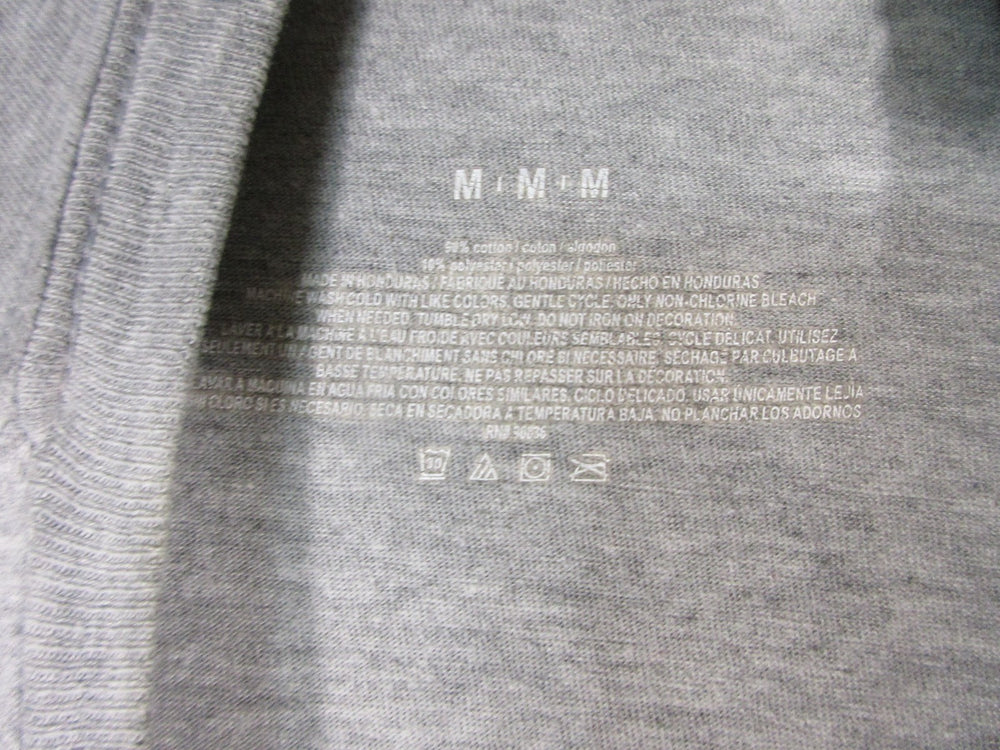 M + M + M
90% cotton / coton / algodon
10% polyester / polyester / poliester
MADE IN HONDURAS / FABRIQUÉ AU HONDURAS / HECHO EN HONDURAS
MACHINE WASH COLD WITH LIKE COLORS, GENTLE CYCLE. ONLY NON-CHLORINE BLEACH
WHEN NEEDED. TUMBLE DRY LOW. DO NOT IRON ON DECORATION.
LAVER À LA MACHINE À L'EAU FROIDE AVEC COULEURS SEMBLABLES, CYCLE DÉLICAT. UTILISEZ
SEULEMENT UN AGENT DE BLANCHIMENT SANS CHLORE SI NÉCESSAIRE. SÉCHAGE PAR CULBUTAGE À
BASSE TEMPÉRATURE. NE PAS REPASSER SUR LA DÉCORATION.
LAVAR A MÁQUINA EN AGUA FRIA CON COLORES SIMILARES, CICLO DELICADO. USAR ÚNICAMENTE LEJÍA
CLORO SI ES NECESARIO. SECA EN SECADORA A TEMPERATURA BAJA. NO PLANCHAR LOS ADORNOS
30